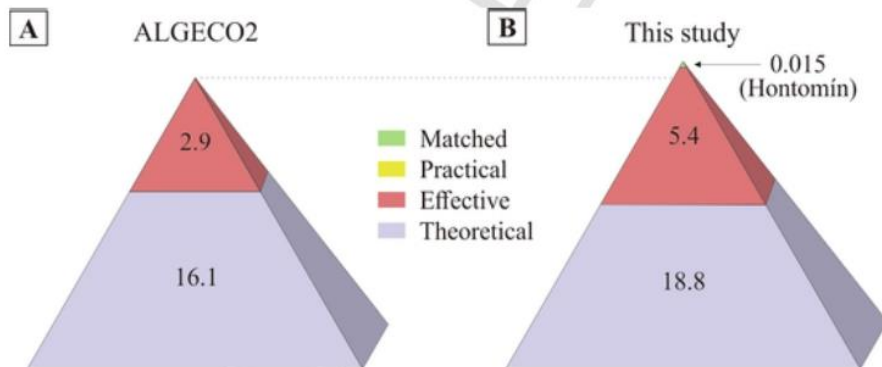 A
ALGECO2
2.9
16.1
Matched
Practical
Effective
Theoretical
B
This study
0.015
(Hontomín)
5.4
18.8